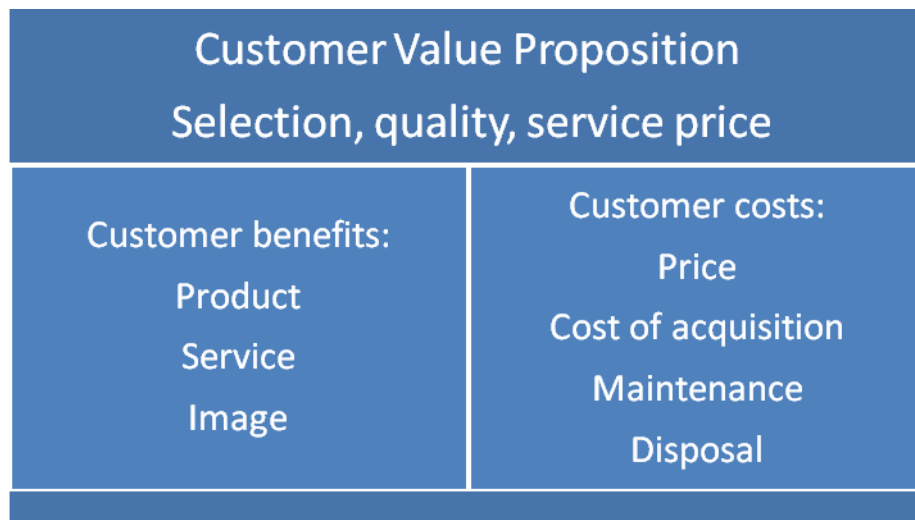 Customer Value Proposition
Selection, quality, service price
Customer benefits:
Product
Service
Image
Customer costs:
Price
Cost of acquisition
Maintenance
Disposal